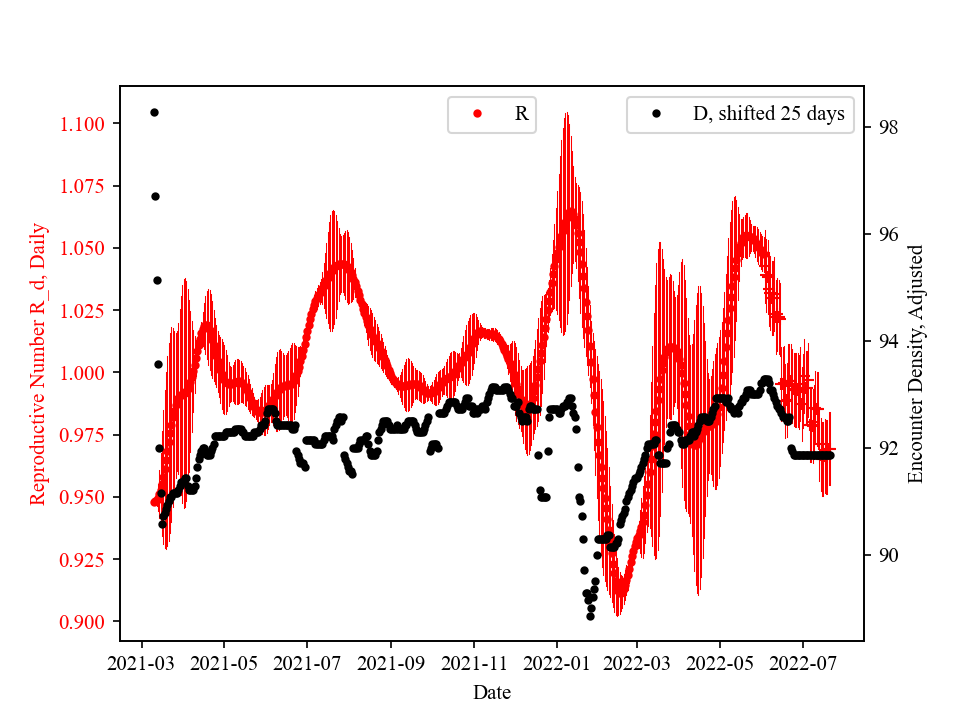 R
D, shifted 25 days
Reproductive Number R_d, Daily
1.100
1.075
1.050
1.025
1.000
0.975
0.950
0.925
0.900
98
96
94
92
90
Encounter Density, Adjusted
2021-03 2021-05 2021-07 2021-09 2021-11 2022-01 2022-03 2022-05 2022-07
Date